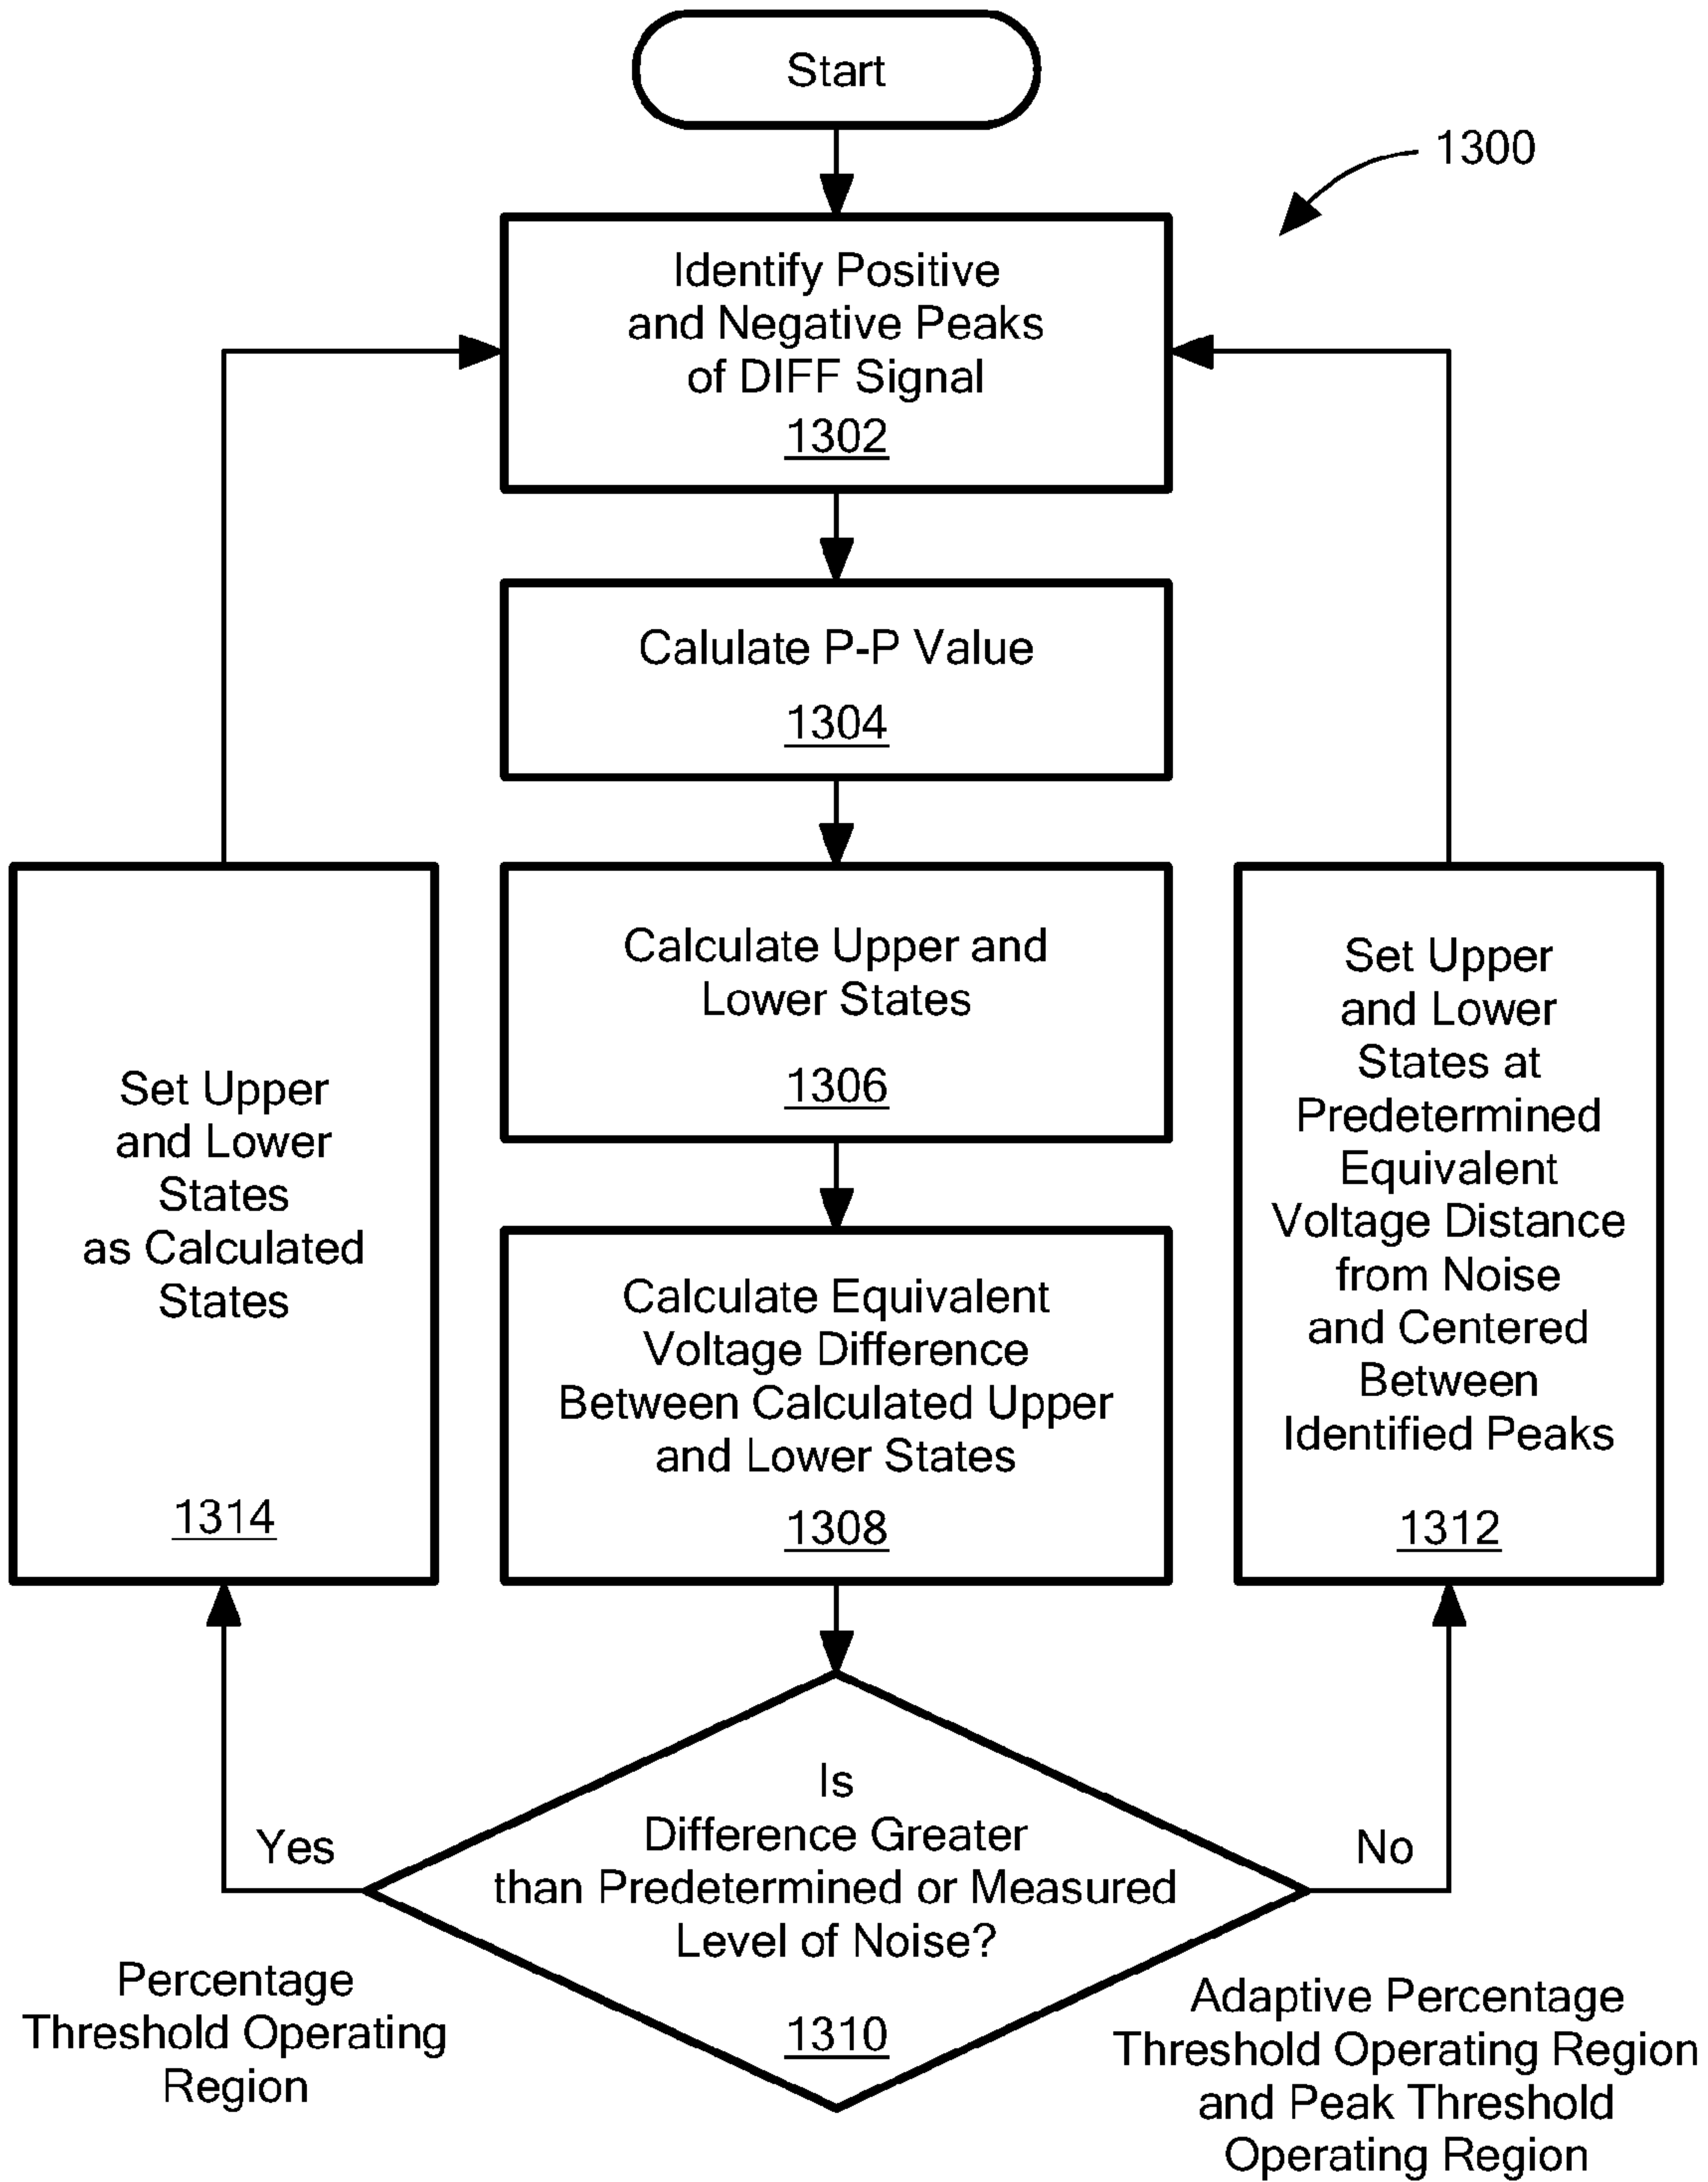 Start
1300
Identify Positive
and Negative Peaks
of DIFF Signal
1302
Calulate P-P Value
1304
Calculate Upper and
Lower States
1306
Calculate Equivalent
Voltage Difference
Between Calculated Upper
and Lower States
1308
Set Upper
and Lower
States
as Calculated
States
1314
Set Upper
and Lower
States at
Predetermined
Equivalent
Voltage Distance
from Noise
and Centered
Between
Identified Peaks
1312
Is
Difference Greater
than Predetermined or Measured
Level of Noise?
1310
Yes
No
Percentage
Threshold Operating
Region
Adaptive Percentage
Threshold Operating Region
and Peak Threshold
Operating Region